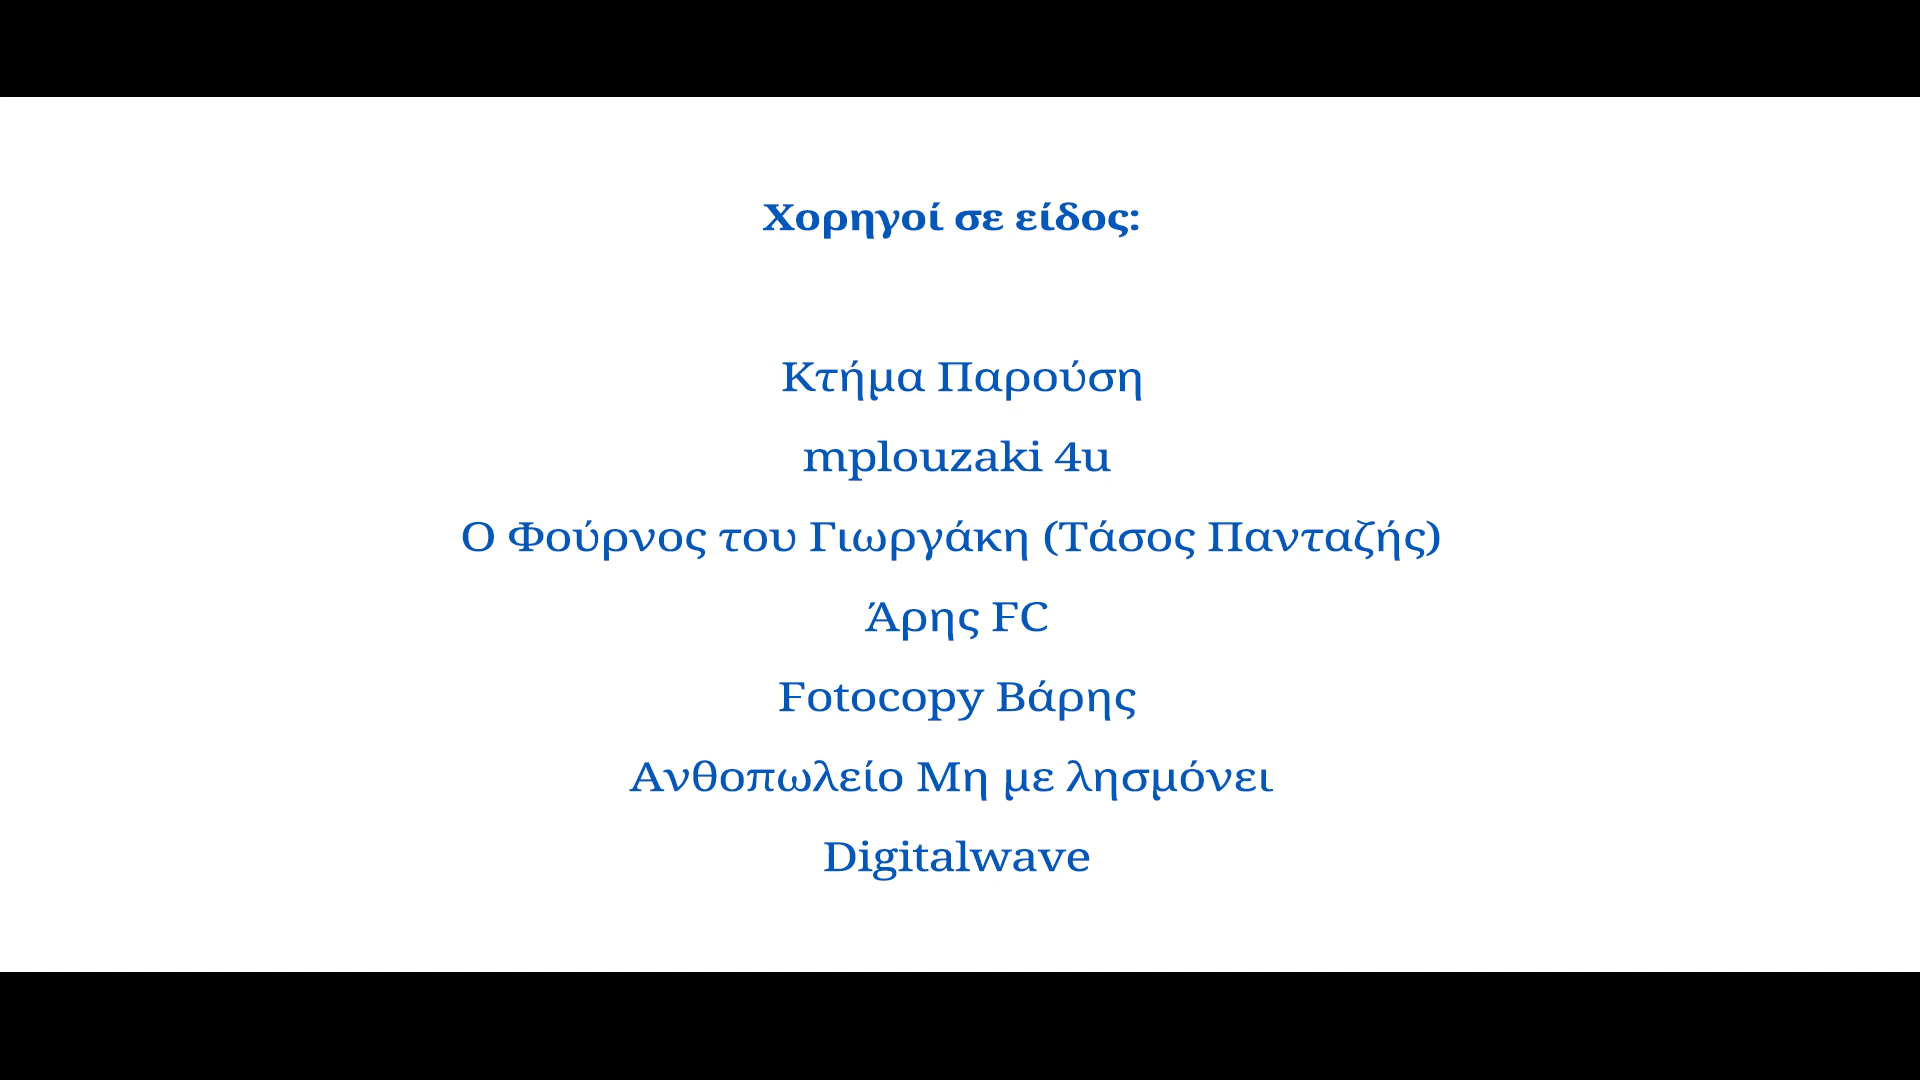 Χορηγοί σε είδος:
Κτήμα Παρούση
mplouzaki 4u
Ο Φούρνος του Γιωργάκη (Τάσος Πανταζής)
Άρης FC
Fotocopy Βάρης
Ανθοπωλείο Μη με λησμόνει
Digitalwave